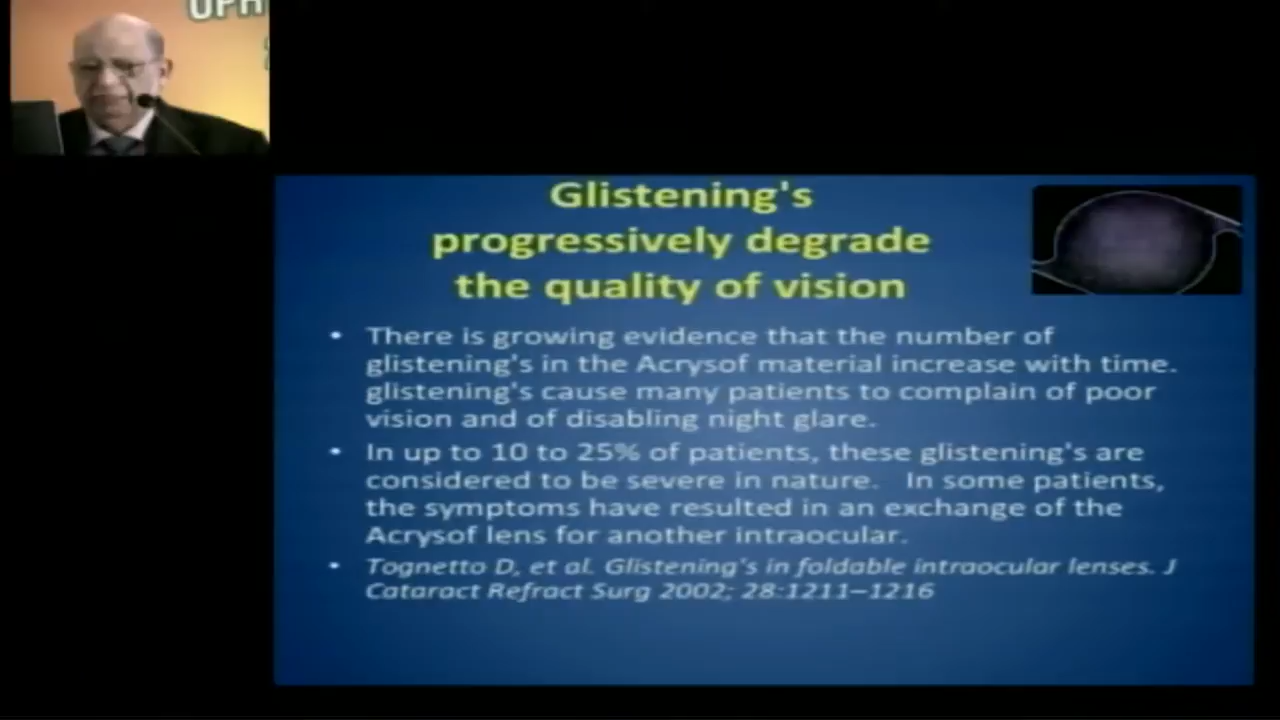 OPH
Glistening's
progressively degrade
the quality of vision
• There is growing evidence that the number of
glistening's in the Acrysof material increase with time.
glistening's cause many patients to complain of poor
vision and of disabling night glare.
• In up to 10 to 25% of patients, these glistening's are
considered to be severe in nature. In some patients,
the symptoms have resulted in an exchange of the
Acrysof lens for another intraocular.
• Tognetto D, et al. Glistening's in foldable intraocular lenses. J
Cataract Refract Surg 2002; 28:1211–1216